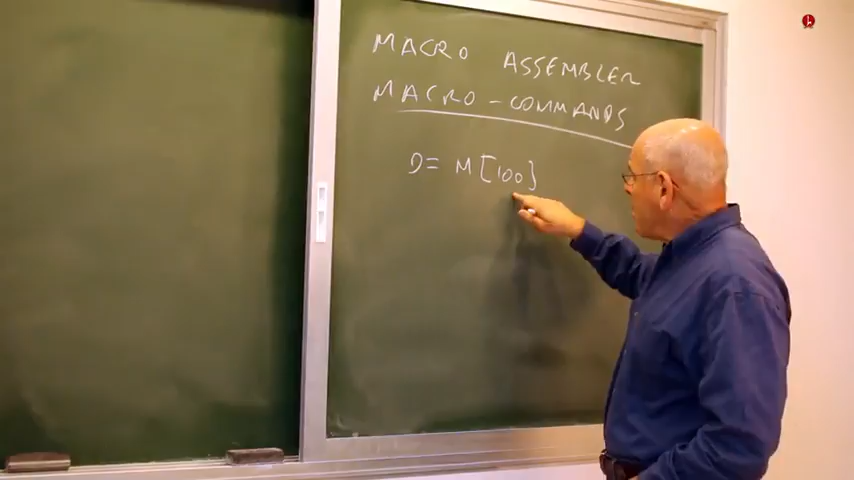 MACRO ASSEMBLER
MACRO-COMMANDS
D= M[100]